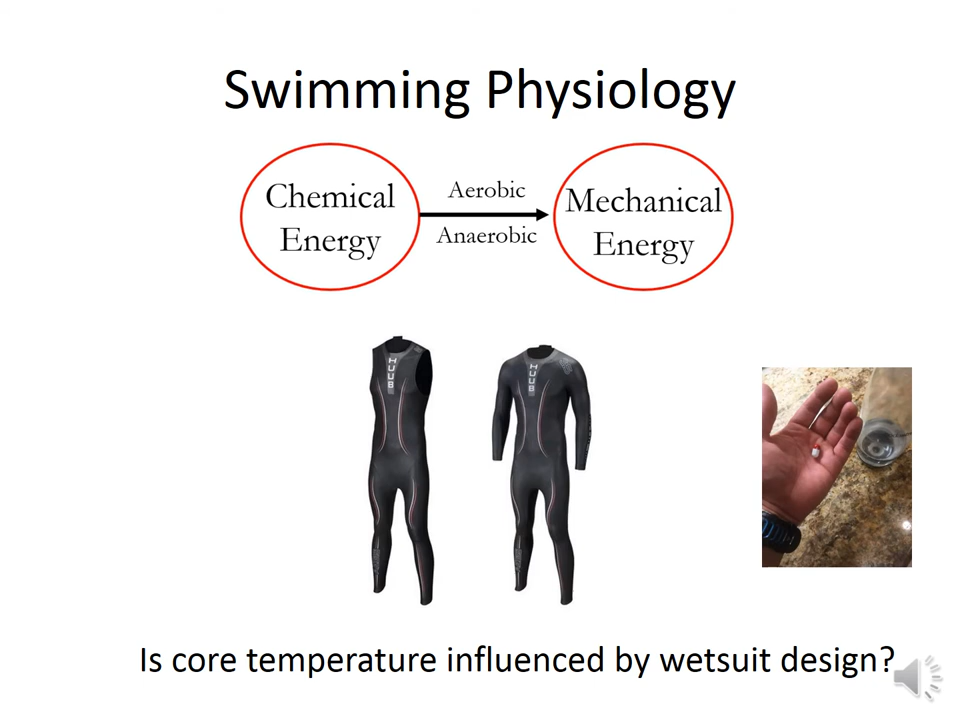 Swimming Physiology
Chemical
Energy
Aerobic
Anaerobic
Mechanical
Energy
HUUB
HUUB
Is core temperature influenced by wetsuit design?